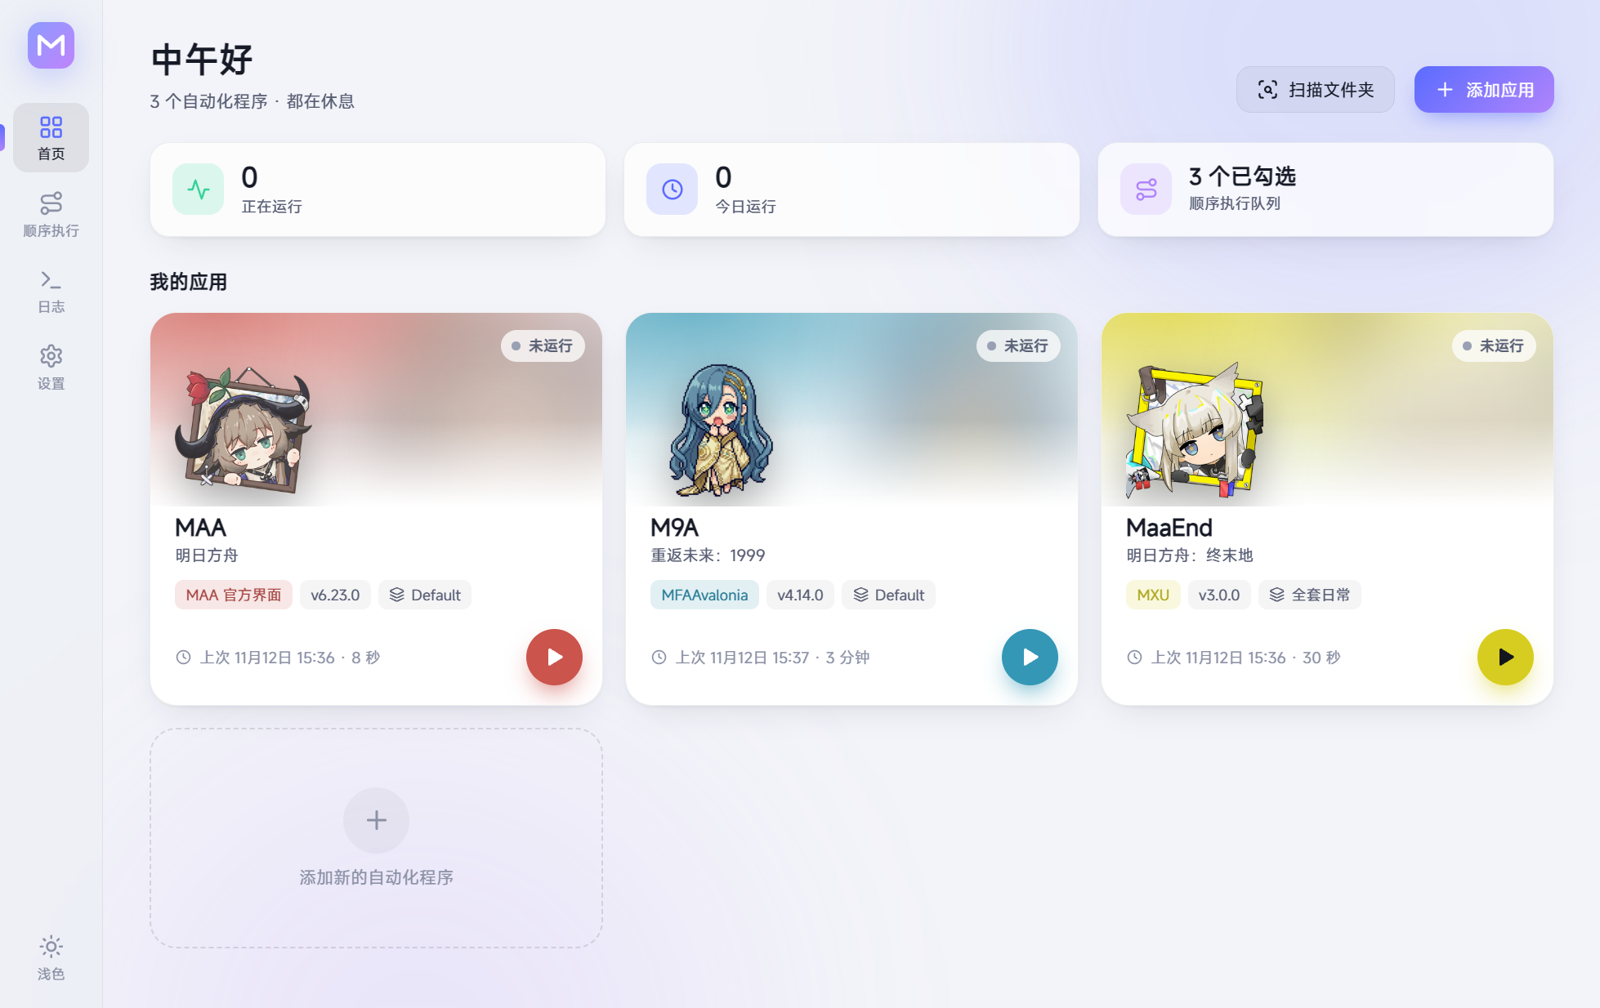 M
首页
顺序执行
日志
设置
浅色
中午好
3 个自动化程序 · 都在休息
扫描文件夹
添加应用
0
正在运行
0
今日运行
3 个已勾选
顺序执行队列
我的应用
未运行
MAA
明日方舟
MAA 官方界面 v6.23.0 Default
上次 11月12日 15:36 · 8 秒
未运行
M9A
重返未来：1999
MFAAvalonia v4.14.0 Default
上次 11月12日 15:37 · 3 分钟
未运行
MaaEnd
明日方舟：终末地
MXU v3.0.0 全套日常
上次 11月12日 15:36 · 30 秒
添加新的自动化程序